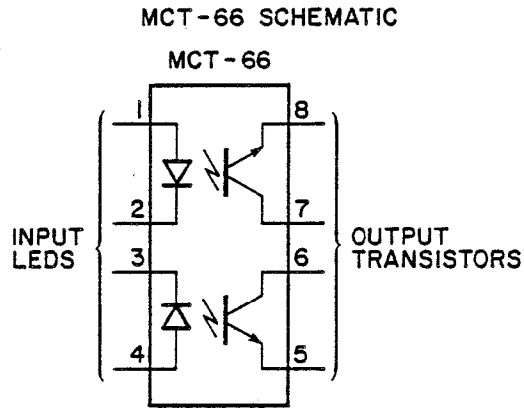 MCT-66 SCHEMATIC
MCT-66
1
8
2
7
INPUT
LEDS
OUTPUT
TRANSISTORS
3
6
4
5